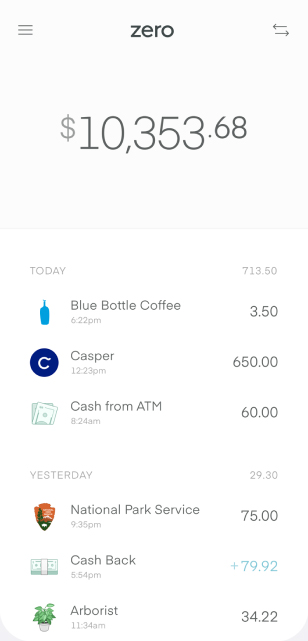 zero
$10,353.68
TODAY 713.50
Blue Bottle Coffee 3.50
6:22pm
Casper 650.00
12:23pm
Cash from ATM 60.00
8:24am
YESTERDAY 29.30
National Park Service 75.00
9:35pm
Cash Back +79.92
5:54pm
Arborist 34.22
11:34am